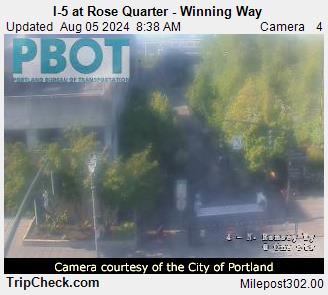 I-5 at Rose Quarter - Winning Way
Updated Aug 05 2024 8:38 AM Camera 4
PBOT
PORTLAND BUREAU OF TRANSPORTATION
4 - N.
Camera courtesy of the City of Portland
TripCheck.com Milepost302.00